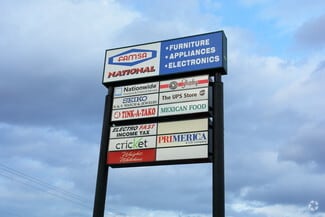 FAMSA
NATIONAL
• FURNITURE
• APPLIANCES
• ELECTRONICS
Nationwide
SEIKO
The UPS Store
TINK-A-TAKO
MEXICAN FOOD
ELECTRO FAST
INCOME TAX
cricket
PRIMERICA